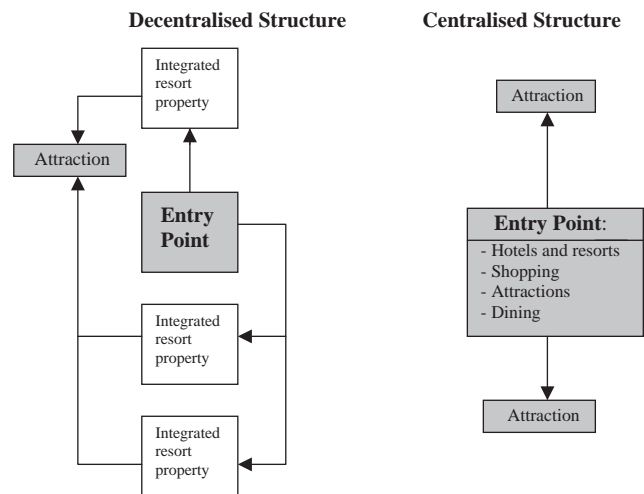 Decentralised Structure
Integrated
resort
property
Attraction
Entry
Point
Integrated
resort
property
Integrated
resort
property
Centralised Structure
Attraction
Entry Point:
- Hotels and resorts
- Shopping
- Attractions
- Dining
Attraction